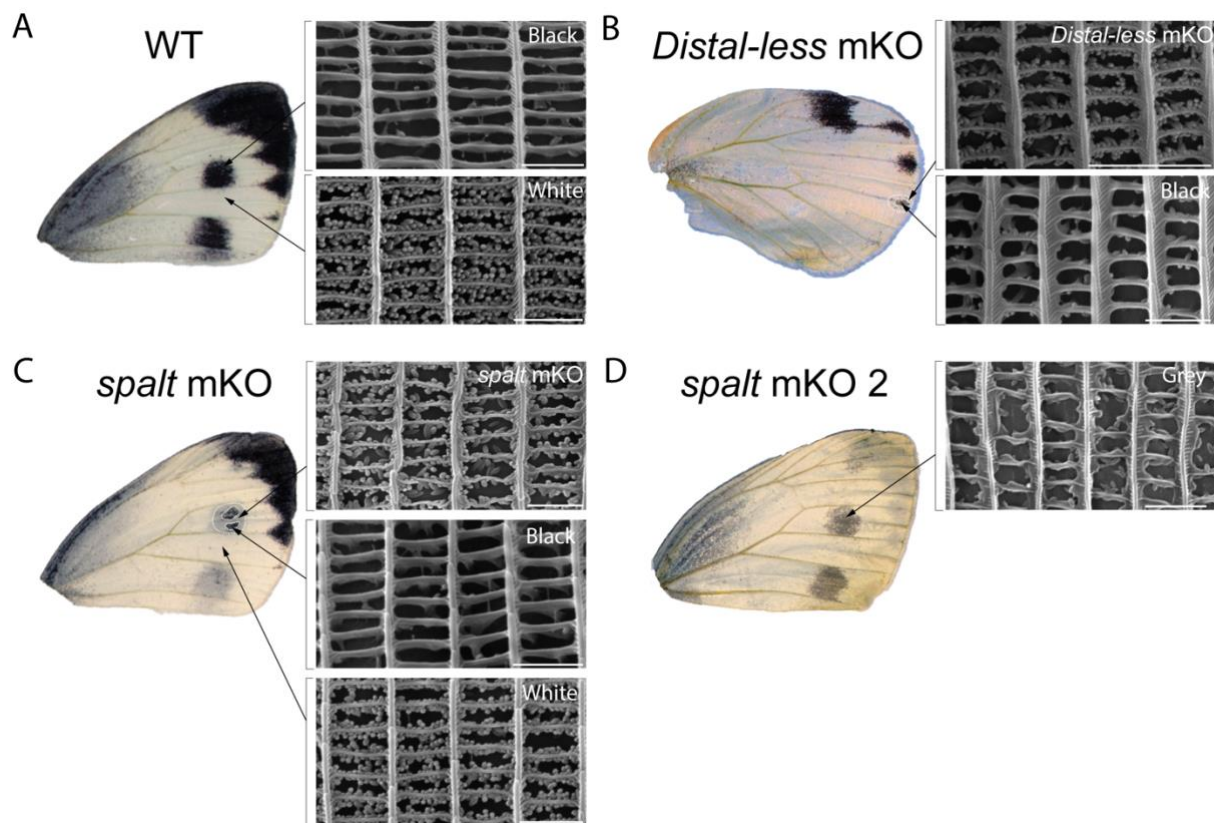 A
WT
Black
White
B
Distal-less mKO
Distal-less mKO
Black
C
spalt mKO
spalt mKO
Black
White
D
spalt mKO 2
Grey